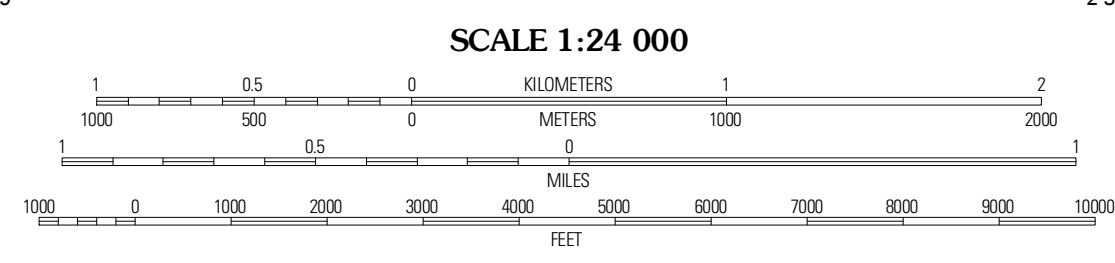 SCALE 1:24 000
1 0.5 0 KILOMETERS 1 2
1000 500 0 METERS 1000 2000
1 0.5 0 1
MILES
1000 0 1000 2000 3000 4000 5000 6000 7000 8000 9000 10000
FEET